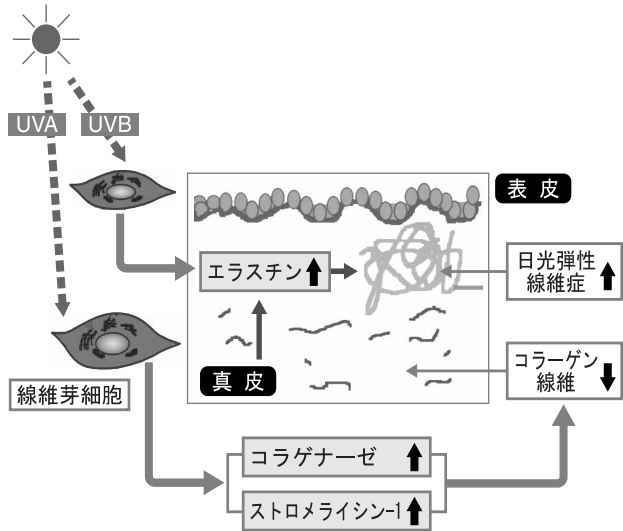 UVA
UVB
表皮
エラスチン
日光弾性
線維症
コラーゲン
線維
真皮
線維芽細胞
コラゲナーゼ
ストロメライシン-1